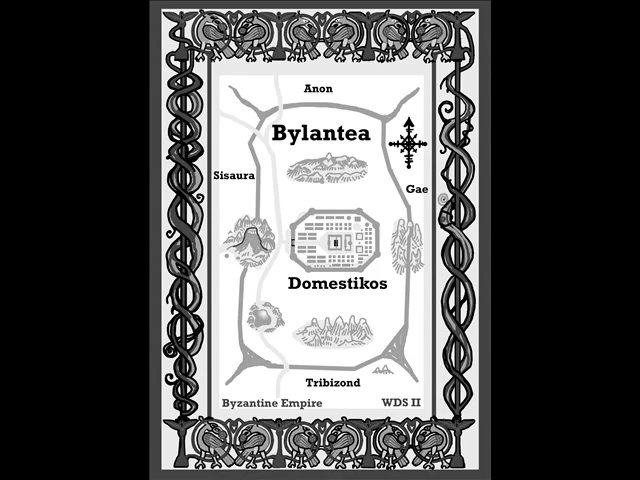 Anon
Bylantea
Sisaura
Gae
Domestikos
Tribizond
Byzantine Empire
WDS II